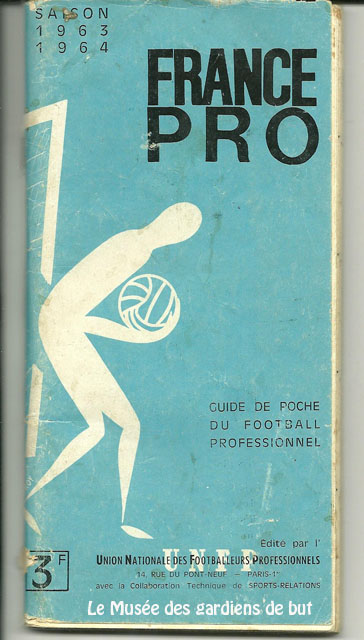 SAISON
1963
1964
FRANCE
PRO
GUIDE DE POCHE
DU FOOTBALL
PROFESSIONNEL
Édité par l'
U.N.F.P.
UNION NATIONALE DES FOOTBALLEURS PROFESSIONNELS
14, RUE DU PONT-NEUF — PARIS-1er
avec la Collaboration Technique de SPORTS-RELATIONS
3F
Le Musée des gardiens de but